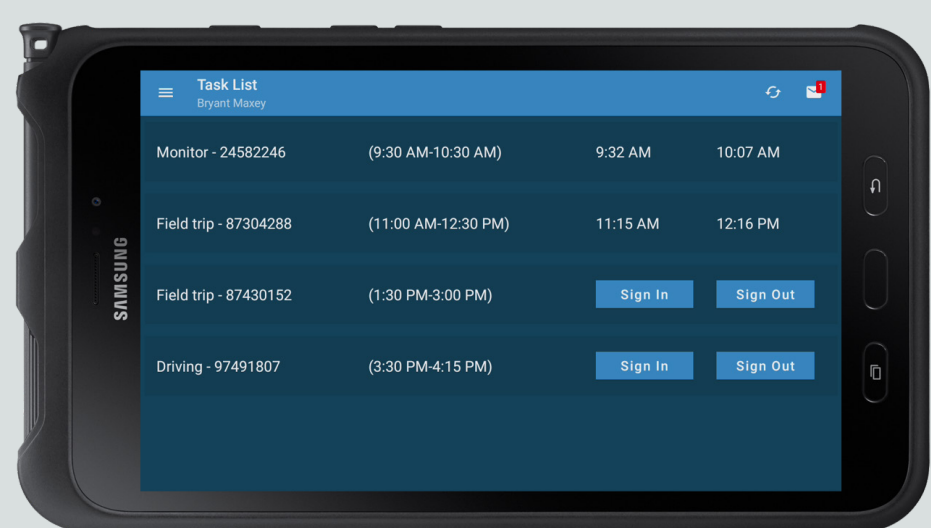 Task List
Bryant Maxey
1
Monitor - 24582246 (9:30 AM-10:30 AM) 9:32 AM 10:07 AM
Field trip - 87304288 (11:00 AM-12:30 PM) 11:15 AM 12:16 PM
Field trip - 87430152 (1:30 PM-3:00 PM) Sign In Sign Out
Driving - 97491807 (3:30 PM-4:15 PM) Sign In Sign Out
SAMSUNG